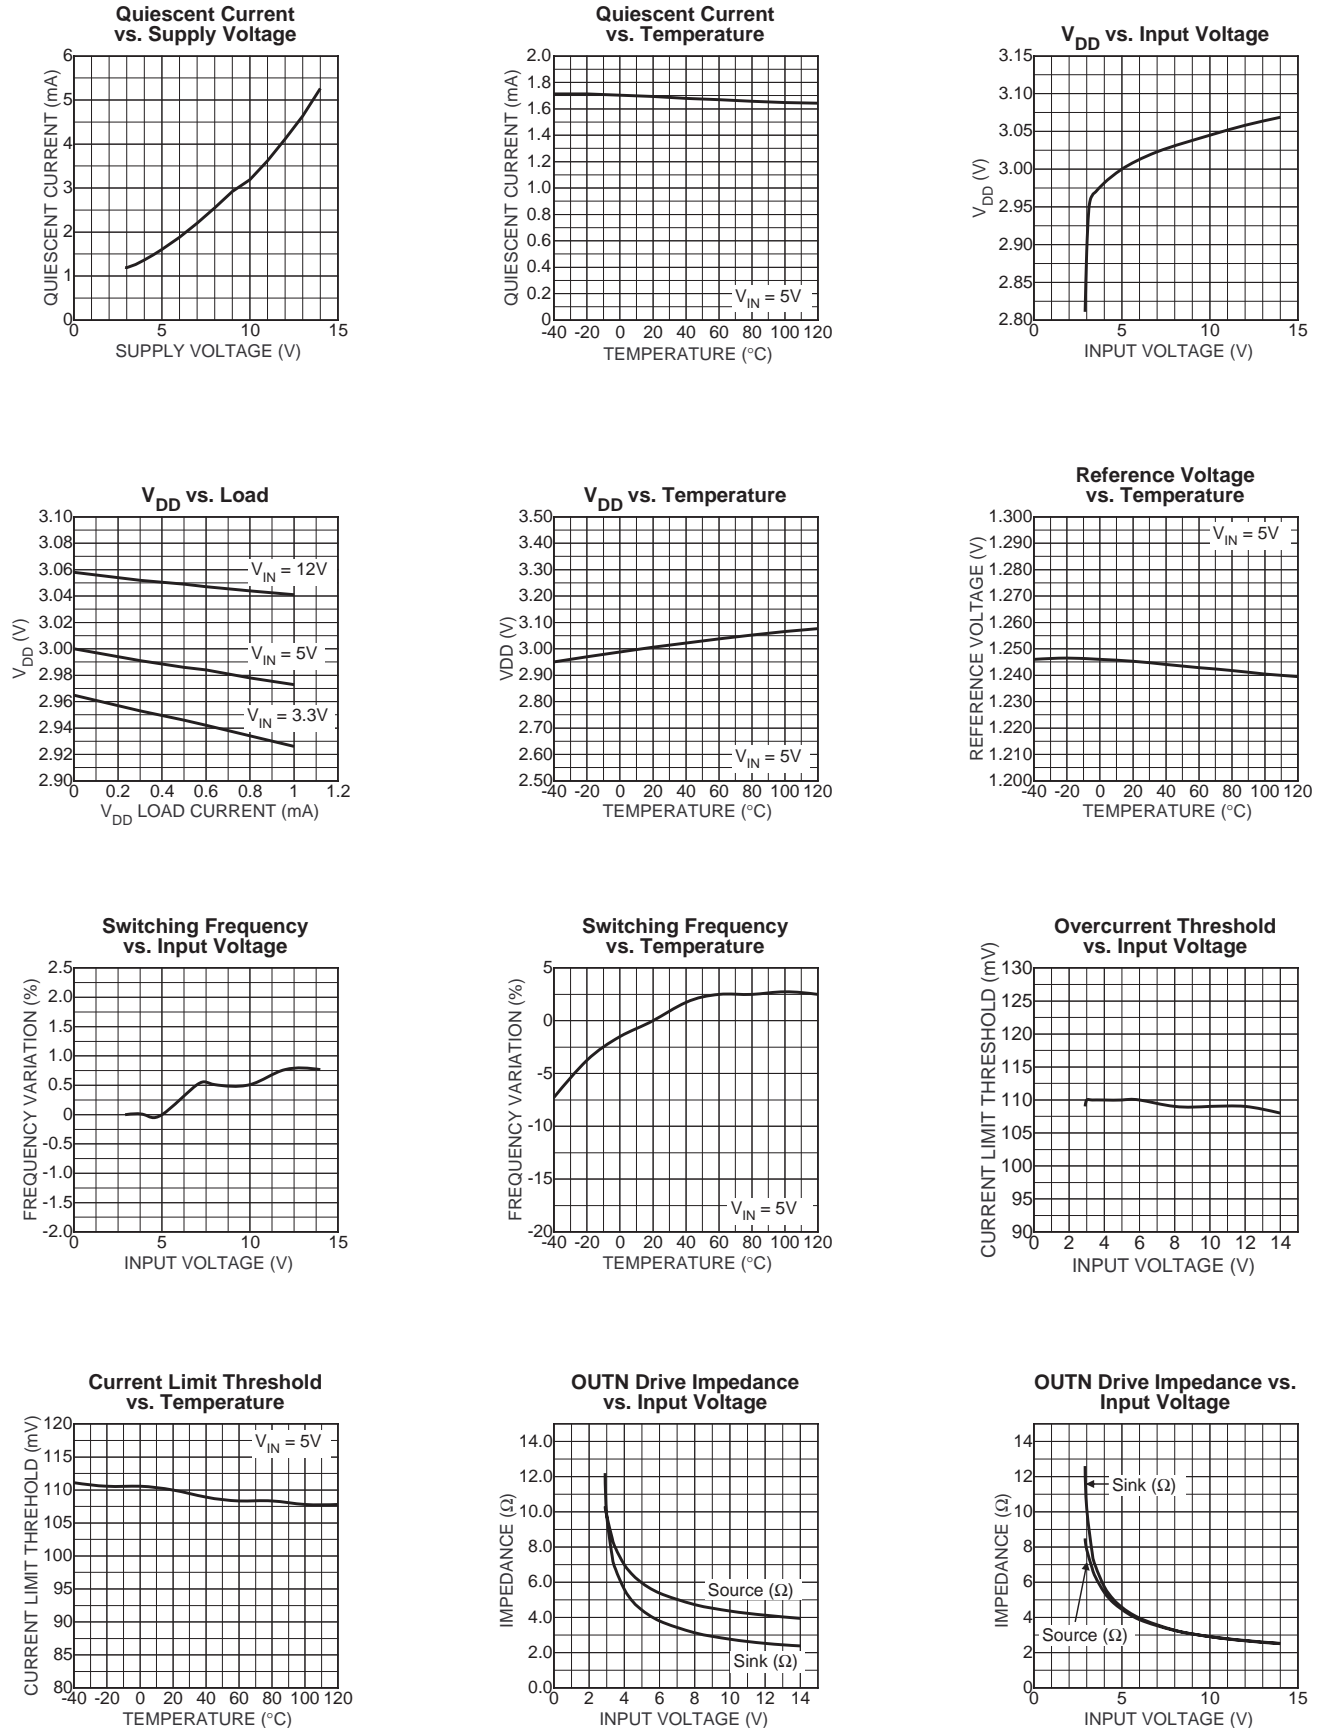 Quiescent Current
vs. Supply Voltage
6
5
4
3
2
1
0
QUIESCENT CURRENT (mA)
0 5 10 15
SUPPLY VOLTAGE (V)
Quiescent Current
vs. Temperature
2.0
1.8
1.6
1.4
1.2
1.0
0.8
0.6
0.4
0.2
0
QUIESCENT CURRENT (mA)
VIN = 5V
-40 -20 0 20 40 60 80 100 120
TEMPERATURE (°C)
VDD vs. Input Voltage
3.15
3.10
3.05
3.00
2.95
2.90
2.85
2.80
VDD (V)
0 5 10 15
INPUT VOLTAGE (V)
VDD vs. Load
3.10
3.08
3.06
3.04
3.02
3.00
2.98
2.96
2.94
2.92
2.90
VDD (V)
VIN = 12V
VIN = 5V
VIN = 3.3V
0 0.2 0.4 0.6 0.8 1 1.2
VDD LOAD CURRENT (mA)
VDD vs. Temperature
3.50
3.40
3.30
3.20
3.10
3.00
2.90
2.80
2.70
2.60
2.50
VDD (V)
VIN = 5V
-40 -20 0 20 40 60 80 100 120
TEMPERATURE (°C)
Reference Voltage
vs. Temperature
1.300
1.290
1.280
1.270
1.260
1.250
1.240
1.230
1.220
1.210
1.200
REFERENCE VOLTAGE (V)
VIN = 5V
-40 -20 0 20 40 60 80 100 120
TEMPERATURE (°C)
Switching Frequency
vs. Input Voltage
2.5
2.0
1.5
1.0
0.5
0
-0.5
-1.0
-1.5
-2.0
FREQUENCY VARIATION (%)
0 5 10 15
INPUT VOLTAGE (V)
Switching Frequency
vs. Temperature
5
0
-5
-10
-15
-20
FREQUENCY VARIATION (%)
VIN = 5V
-40 -20 0 20 40 60 80 100 120
TEMPERATURE (°C)
Overcurrent Threshold
vs. Input Voltage
130
125
120
115
110
105
100
95
90
CURRENT LIMIT THRESHOLD (mV)
0 2 4 6 8 10 12 14
INPUT VOLTAGE (V)
Current Limit Threshold
vs. Temperature
120
115
110
105
100
95
90
85
80
CURRENT LIMIT THREHOLD (mV)
VIN = 5V
-40 -20 0 20 40 60 80 100 120
TEMPERATURE (°C)
OUTN Drive Impedance
vs. Input Voltage
14.0
12.0
10.0
8.0
6.0
4.0
2.0
0.0
IMPEDANCE (Ω)
Source (Ω)
Sink (Ω)
0 2 4 6 8 10 12 14
INPUT VOLTAGE (V)
OUTN Drive Impedance vs.
Input Voltage
14
12
10
8
6
4
2
0
IMPEDANCE (Ω)
Sink (Ω)
Source (Ω)
0 5 10 15
INPUT VOLTAGE (V)